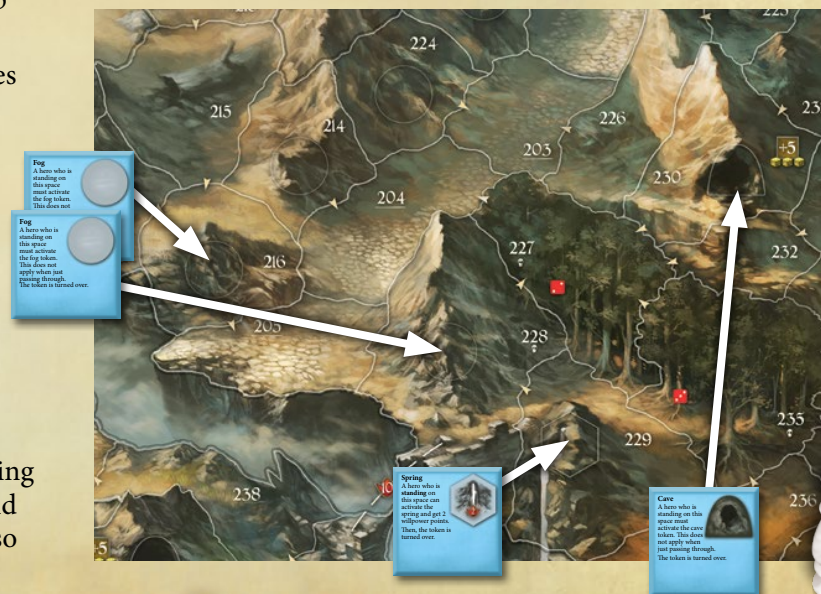 es
215
224
214
203
226
230
+5
204
232
216
227
205
228
229
235
238
10
236
Fog
A hero who is
standing on
this space
must activate
the fog token.
This does not
Fog
A hero who is
standing on
this space
must activate
the fog token.
This does not
apply when just
passing through.
The token is turned over.
Spring
A hero who is
standing on
this space can
activate the
spring and get 2
willpower points.
Then, the token is
turned over.
Cave
A hero who is
standing on this
space must
activate the cave
token. This does
not apply when
just passing through.
The token is turned over.
ing
d
so